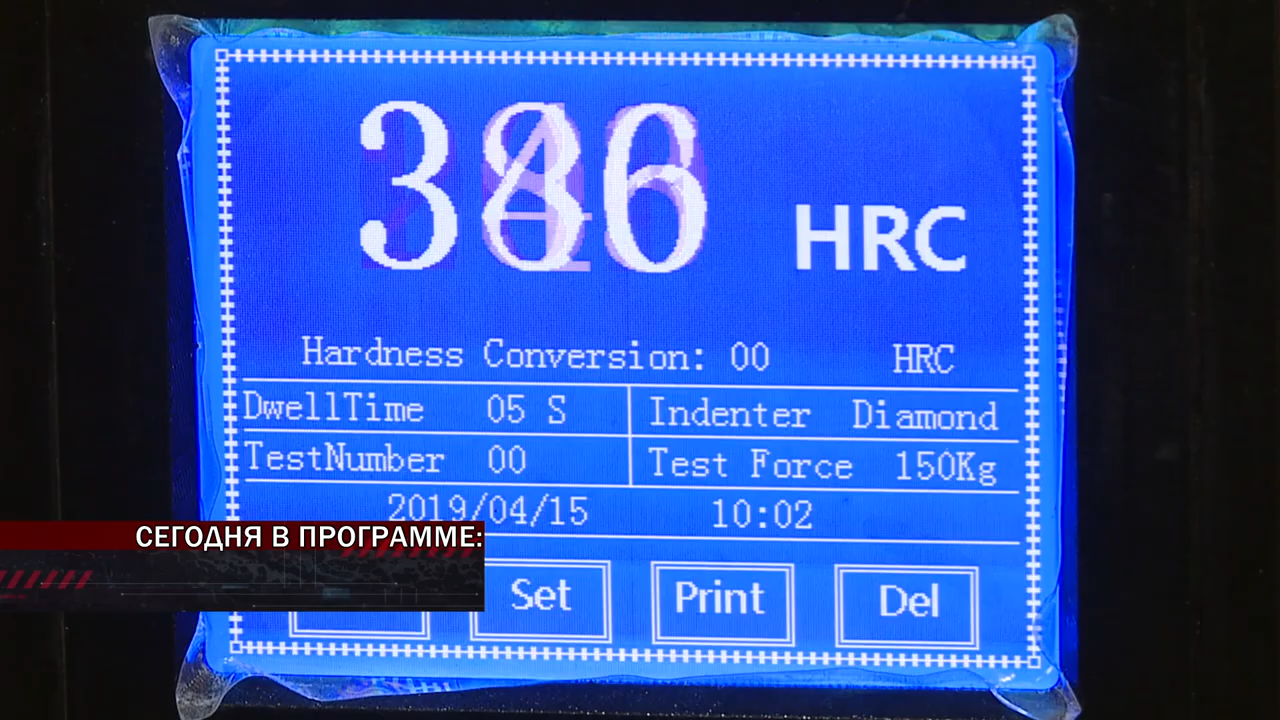 HRC
Hardness Conversion: 00 HRC
DwellTime 05 S Indenter Diamond
TestNumber 00 Test Force 150Kg
2019/04/15 10:02
СЕГОДНЯ В ПРОГРАММЕ:
Set Print Del